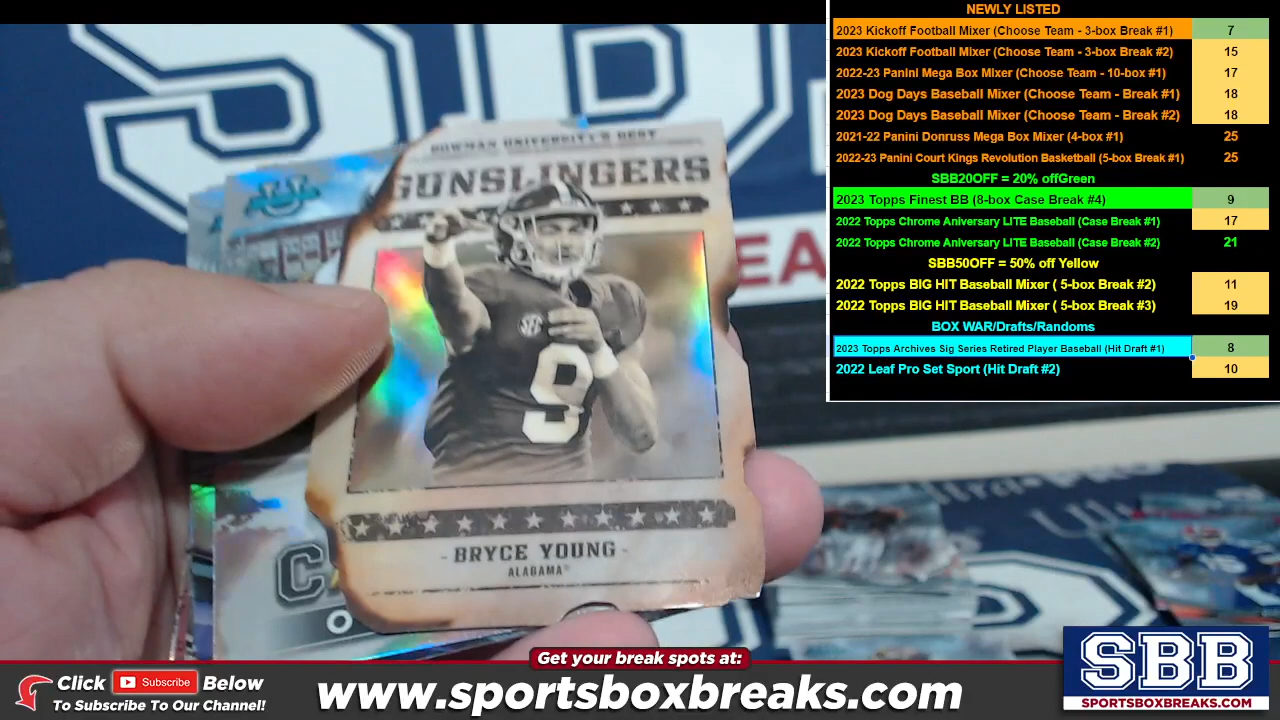 NEWLY LISTED
2023 Kickoff Football Mixer (Choose Team - 3-box Break #1) 7
2023 Kickoff Football Mixer (Choose Team - 3-box Break #2) 15
2022-23 Panini Mega Box Mixer (Choose Team - 10-box #1) 17
2023 Dog Days Baseball Mixer (Choose Team - Break #1) 18
2023 Dog Days Baseball Mixer (Choose Team - Break #2) 18
2021-22 Panini Donruss Mega Box Mixer (4-box #1) 25
2022-23 Panini Court Kings Revolution Basketball (5-box Break #1) 25
SBB20OFF = 20% offGreen
2023 Topps Finest BB (8-box Case Break #4) 9
2022 Topps Chrome Aniversary LITE Baseball (Case Break #1) 17
2022 Topps Chrome Aniversary LITE Baseball (Case Break #2) 21
SBB50OFF = 50% off Yellow
2022 Topps BIG HIT Baseball Mixer ( 5-box Break #2) 11
2022 Topps BIG HIT Baseball Mixer ( 5-box Break #3) 19
BOX WAR/Drafts/Randoms
2023 Topps Archives Sig Series Retired Player Baseball (Hit Draft #1) 8
2022 Leaf Pro Set Sport (Hit Draft #2) 10
BOWMAN UNIVERSITY'S BEST
GUNSLINGERS
SEC
9
- BRYCE YOUNG -
ALABAMA
Get your break spots at:
Click Subscribe Below
To Subscribe To Our Channel!
www.sportsboxbreaks.com
SBB
SPORTSBOXBREAKS.COM